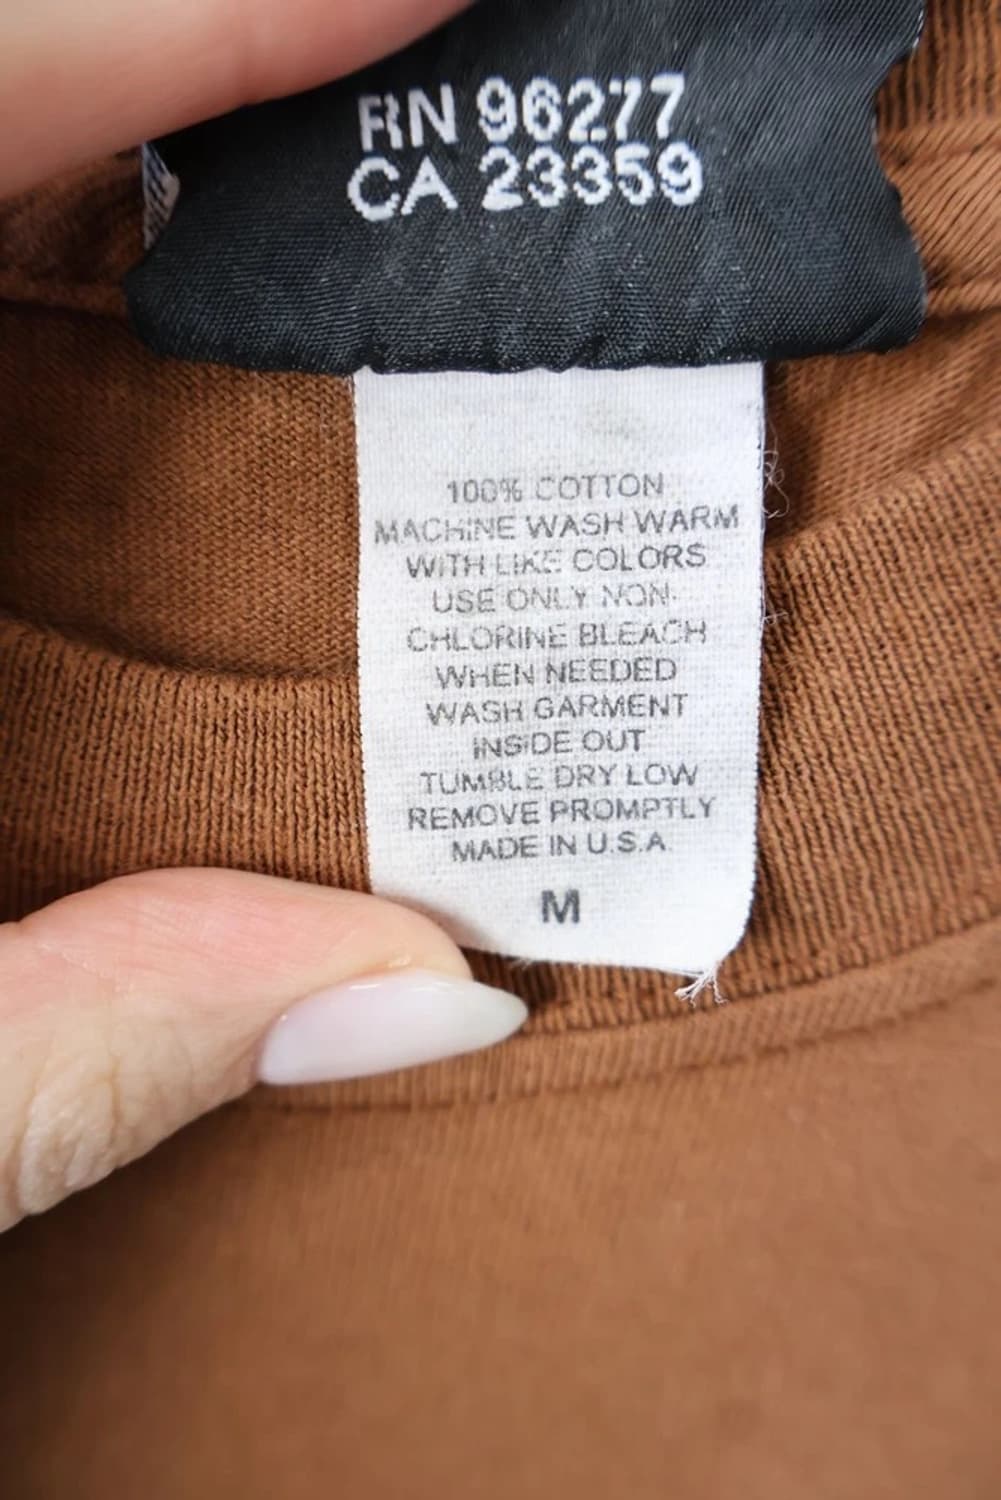 RN 96277
CA 23359
100% COTTON
MACHINE WASH WARM
WITH LIKE COLORS
USE ONLY NON-
CHLORINE BLEACH
WHEN NEEDED
WASH GARMENT
INSIDE OUT
TUMBLE DRY LOW
REMOVE PROMPTLY
MADE IN U.S.A
M